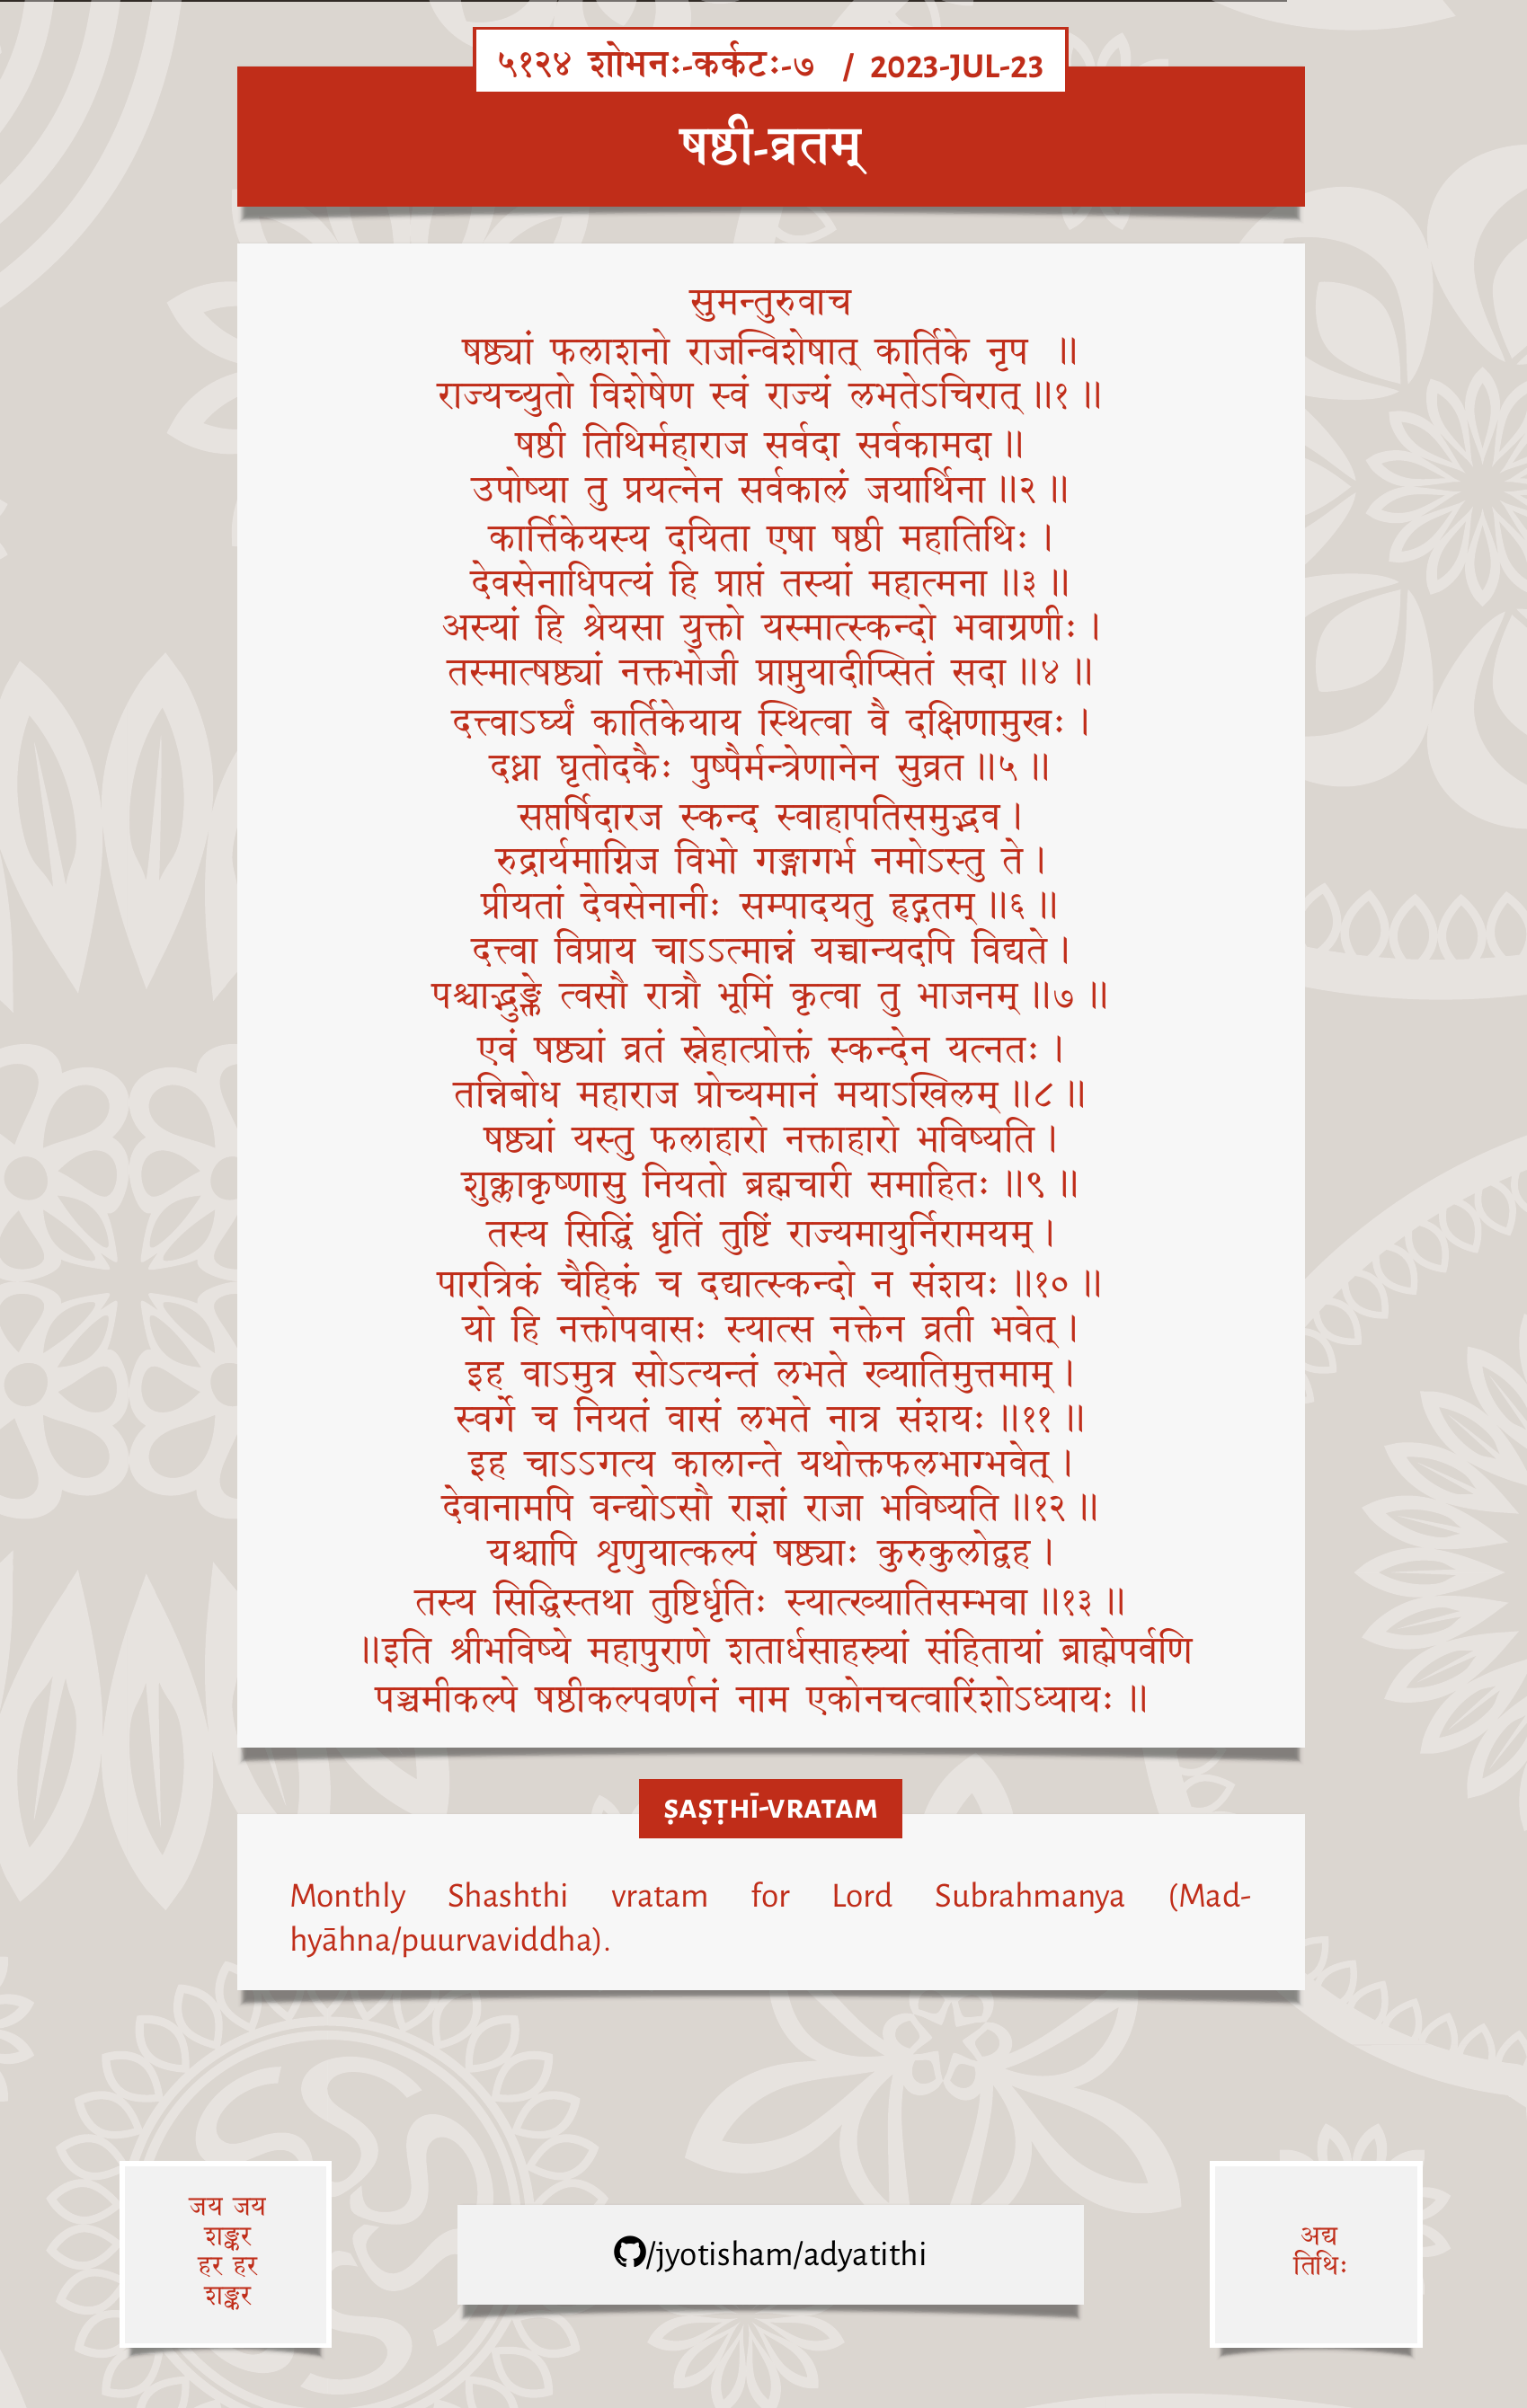 ५१२४ शोभनः-कर्कटः-७ / 2023-JUL-23
षष्ठी-व्रतम्
सुमन्तुरुवाच
षष्ठ्यां फलाशनो राजन्विशेषात् कार्तिके नृप ॥
राज्यच्युतो विशेषेण स्वं राज्यं लभतेऽचिरात् ॥१॥
षष्ठी तिथिर्महाराज सर्वदा सर्वकामदा॥
उपोष्या तु प्रयत्नेन सर्वकालं जयार्थिना॥२॥
कार्त्तिकेयस्य दयिता एषा षष्ठी महातिथिः।
देवसेनाधिपत्यं हि प्राप्तं तस्यां महात्मना॥३॥
अस्यां हि श्रेयसा युक्तो यस्मात्स्कन्दो भवाग्रणीः।
तस्मात्षष्ठ्यां नक्तभोजी प्राप्नुयादीप्सितं सदा॥४॥
दत्त्वाऽर्घ्यं कार्तिकेयाय स्थित्वा वै दक्षिणामुखः।
दध्ना घृतोदकैः पुष्पैर्मन्त्रेणानेन सुव्रत॥५॥
सप्तर्षिदारज स्कन्द स्वाहापतिसमुद्भव।
रुद्रार्यमाग्निज विभो गङ्गागर्भ नमोऽस्तु ते।
प्रीयतां देवसेनानीः सम्पादयतु हृद्गतम्॥६॥
दत्त्वा विप्राय चाऽऽत्मान्नं यच्चान्यदपि विद्यते।
पश्चाद्भुङ्क्ते त्वसौ रात्रौ भूमिं कृत्वा तु भाजनम्॥७॥
एवं षष्ठ्यां व्रतं स्नेहात्प्रोक्तं स्कन्देन यत्नतः।
तन्निबोध महाराज प्रोच्यमानं मयाऽखिलम्॥८॥
षष्ठ्यां यस्तु फलाहारो नक्ताहारो भविष्यति।
शुक्लाकृष्णासु नियतो ब्रह्मचारी समाहितः॥९॥
तस्य सिद्धिं धृतिं तुष्टिं राज्यमायुर्निरामयम्।
पारत्रिकं चैहिकं च दद्यात्स्कन्दो न संशयः॥१०॥
यो हि नक्तोपवासः स्यात्स नक्तेन व्रती भवेत्।
इह वाऽमुत्र सोऽत्यन्तं लभते ख्यातिमुत्तमाम्।
स्वर्गे च नियतं वासं लभते नात्र संशयः॥११॥
इह चाऽऽगत्य कालान्ते यथोक्तफलभाग्भवेत्।
देवानामपि वन्द्योऽसौ राज्ञां राजा भविष्यति॥१२॥
यश्चापि शृणुयात्कल्पं षष्ठ्याः कुरुकुलोद्वह।
तस्य सिद्धिस्तथा तुष्टिर्धृतिः स्यात्ख्यातिसम्भवा॥१३॥
॥इति श्रीभविष्ये महापुराणे शतार्धसाहस्र्यां संहितायां ब्राह्मेपर्वणि
पञ्चमीकल्पे षष्ठीकल्पवर्णनं नाम एकोनचत्वारिंशोऽध्यायः॥
ṢAṢṬHĪ-VRATAM
Monthly Shashthi vratam for Lord Subrahmanya (Mad-
hyāhna/puurvaviddha).
जय जय
शङ्कर
हर हर
शङ्कर
/jyotisham/adyatithi
अद्य
तिथिः